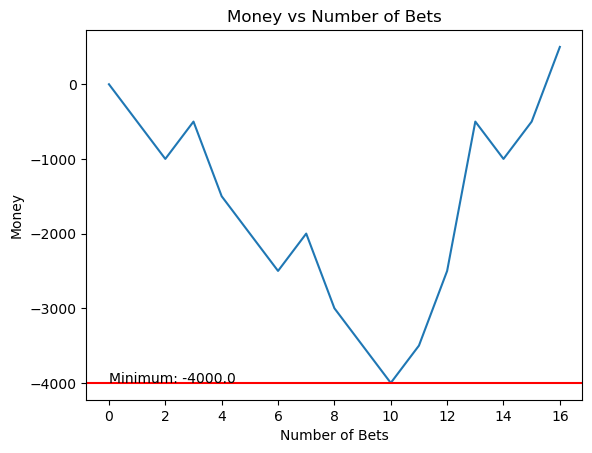 Money vs Number of Bets
Money
0
−1000
−2000
−3000
−4000
Minimum: -4000.0
0 2 4 6 8 10 12 14 16
Number of Bets